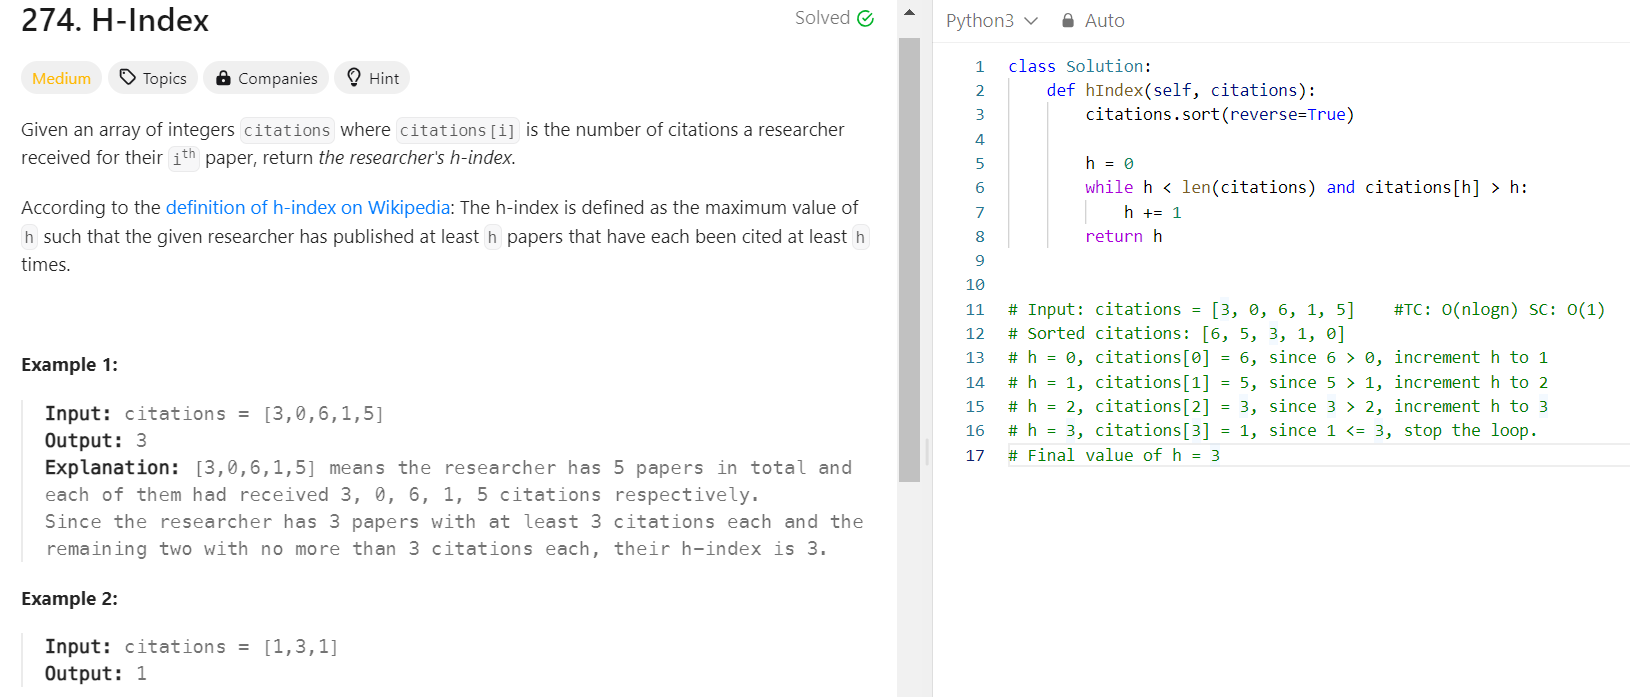 274. H-Index
Solved
Medium
Topics
Companies
Hint
Given an array of integers citations where citations[i] is the number of citations a researcher
received for their ith paper, return the researcher's h-index.
According to the definition of h-index on Wikipedia: The h-index is defined as the maximum value of
h such that the given researcher has published at least h papers that have each been cited at least h
times.
Example 1:
Input: citations = [3,0,6,1,5]
Output: 3
Explanation: [3,0,6,1,5] means the researcher has 5 papers in total and
each of them had received 3, 0, 6, 1, 5 citations respectively.
Since the researcher has 3 papers with at least 3 citations each and the
remaining two with no more than 3 citations each, their h-index is 3.
Example 2:
Input: citations = [1,3,1]
Output: 1
Python3
Auto
1 class Solution:
2     def hIndex(self, citations):
3         citations.sort(reverse=True)
4
5         h = 0
6         while h < len(citations) and citations[h] > h:
7             h += 1
8         return h
9
10
11 # Input: citations = [3, 0, 6, 1, 5]    #TC: O(nlogn) SC: O(1)
12 # Sorted citations: [6, 5, 3, 1, 0]
13 # h = 0, citations[0] = 6, since 6 > 0, increment h to 1
14 # h = 1, citations[1] = 5, since 5 > 1, increment h to 2
15 # h = 2, citations[2] = 3, since 3 > 2, increment h to 3
16 # h = 3, citations[3] = 1, since 1 <= 3, stop the loop.
17 # Final value of h = 3